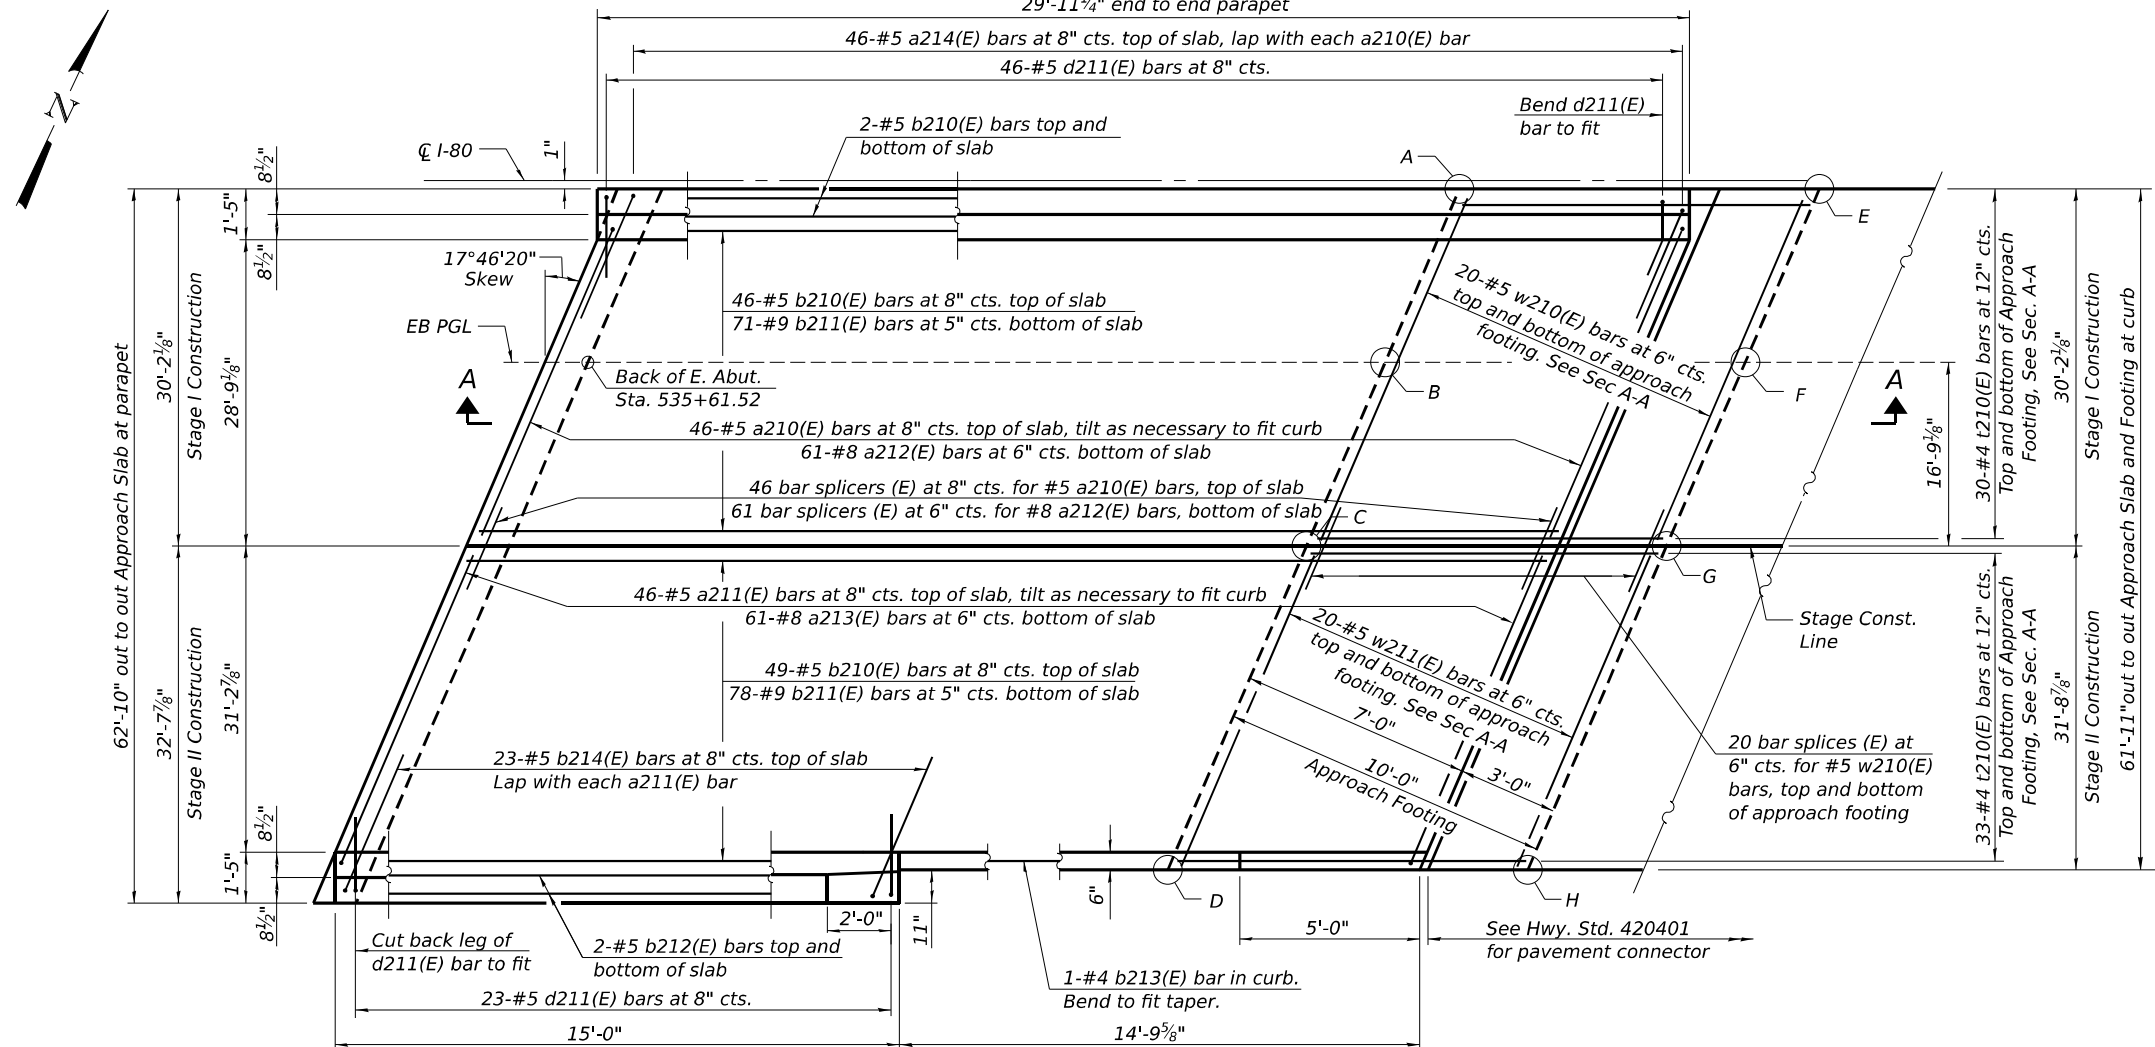 29'-11¼" end to end parapet
46-#5 a214(E) bars at 8" cts. top of slab, lap with each a210(E) bar
46-#5 d211(E) bars at 8" cts.
Bend d211(E)
bar to fit
2-#5 b210(E) bars top and
bottom of slab
N
℄ I-80
1"
8½"
1'-5"
8½"
A
E
17°46'20"
Skew
EB PGL
46-#5 b210(E) bars at 8" cts. top of slab
71-#9 b211(E) bars at 5" cts. bottom of slab
20-#5 w210(E) bars at 6" cts.
top and bottom of approach
footing. See Sec A-A
Back of E. Abut.
Sta. 535+61.52
A
B
F
A
46-#5 a210(E) bars at 8" cts. top of slab, tilt as necessary to fit curb
61-#8 a212(E) bars at 6" cts. bottom of slab
46 bar splicers (E) at 8" cts. for #5 a210(E) bars, top of slab
61 bar splicers (E) at 6" cts. for #8 a212(E) bars, bottom of slab
C
G
46-#5 a211(E) bars at 8" cts. top of slab, tilt as necessary to fit curb
61-#8 a213(E) bars at 6" cts. bottom of slab
Stage Const.
Line
20-#5 w211(E) bars at 6" cts.
top and bottom of approach
footing. See Sec A-A
49-#5 b210(E) bars at 8" cts. top of slab
78-#9 b211(E) bars at 5" cts. bottom of slab
7'-0"
3'-0"
10'-0"
Approach Footing
20 bar splices (E) at
6" cts. for #5 w210(E)
bars, top and bottom
of approach footing
23-#5 b214(E) bars at 8" cts. top of slab
Lap with each a211(E) bar
62'-10" out to out Approach Slab at parapet
30'-2⅛"
Stage I Construction
28'-9⅛"
32'-7⅞"
Stage II Construction
31'-2⅞"
8½"
1'-5"
8½"
16'-9⅛"
30-#4 t210(E) bars at 12" cts.
Top and bottom of Approach
Footing, See Sec. A-A
30'-2⅛"
Stage I Construction
33-#4 t210(E) bars at 12" cts.
Top and bottom of Approach
Footing, See Sec. A-A
31'-8⅞"
Stage II Construction
61'-11"out to out Approach Slab and Footing at curb
D
H
2'-0"
11"
6"
5'-0"
See Hwy. Std. 420401
for pavement connector
Cut back leg of
d211(E) bar to fit
2-#5 b212(E) bars top and
bottom of slab
1-#4 b213(E) bar in curb.
Bend to fit taper.
23-#5 d211(E) bars at 8" cts.
15'-0"
14'-9⅝"